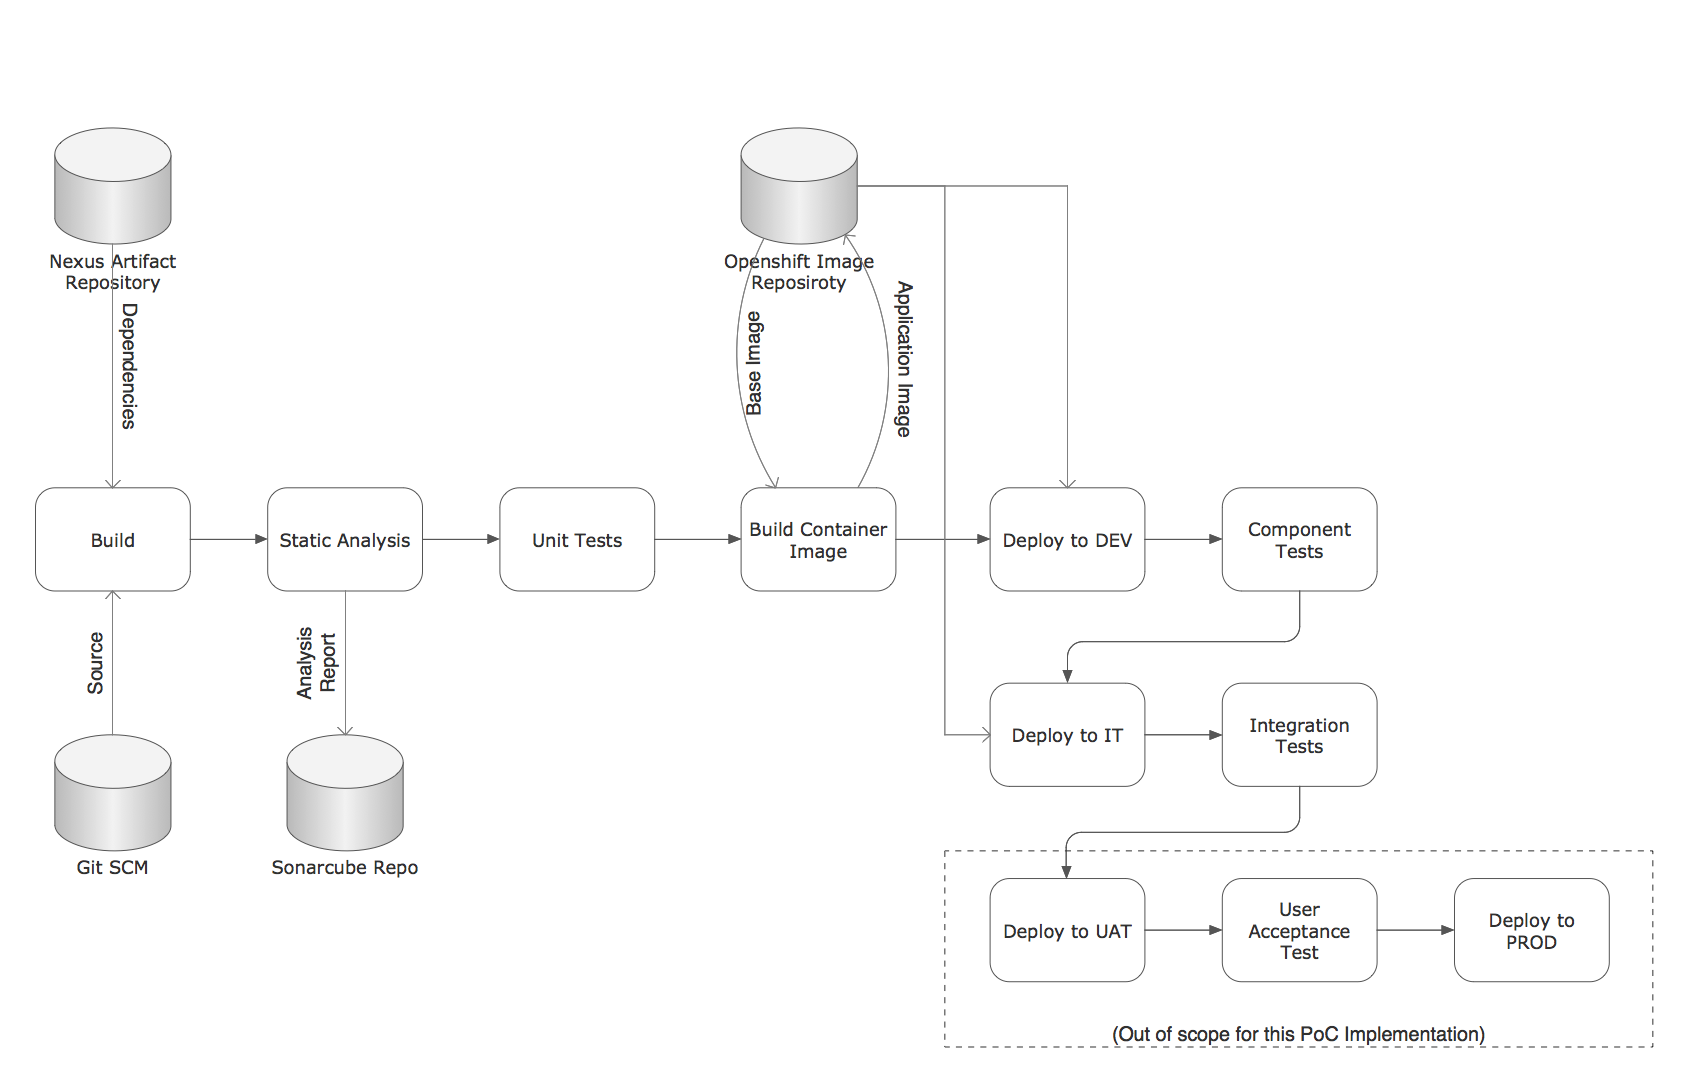 Nexus Artifact
Repository
Openshift Image
Reposiroty
Dependencies
Base Image
Application Image
Build
Static Analysis
Unit Tests
Build Container
Image
Deploy to DEV
Component
Tests
Source
Analysis
Report
Deploy to IT
Integration
Tests
Git SCM
Sonarcube Repo
Deploy to UAT
User
Acceptance
Test
Deploy to
PROD
(Out of scope for this PoC Implementation)